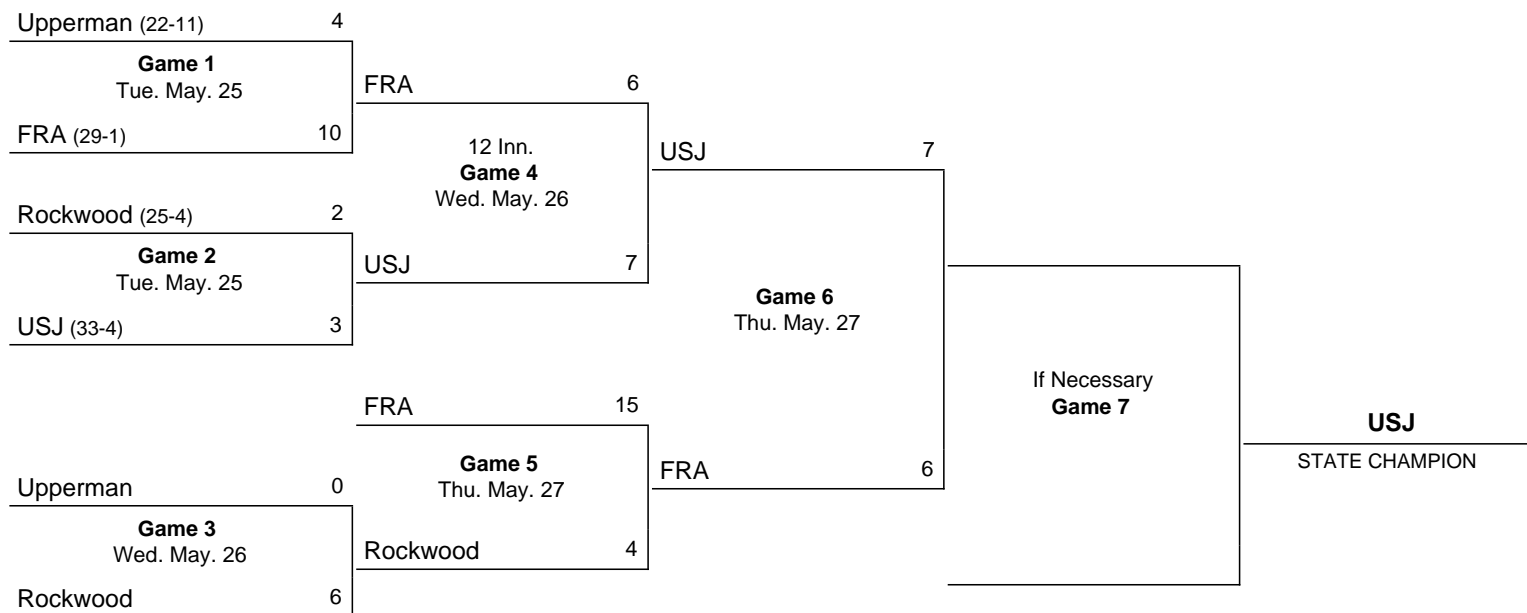 Upperman (22-11) 4
Game 1
Tue. May. 25
FRA (29-1) 10
Rockwood (25-4) 2
Game 2
Tue. May. 25
USJ (33-4) 3
Upperman 0
Game 3
Wed. May. 26
Rockwood 6
FRA 6
12 Inn.
Game 4
Wed. May. 26
USJ 7
FRA 15
Game 5
Thu. May. 27
Rockwood 4
USJ 7
Game 6
Thu. May. 27
FRA 6
If Necessary
Game 7
USJ
STATE CHAMPION